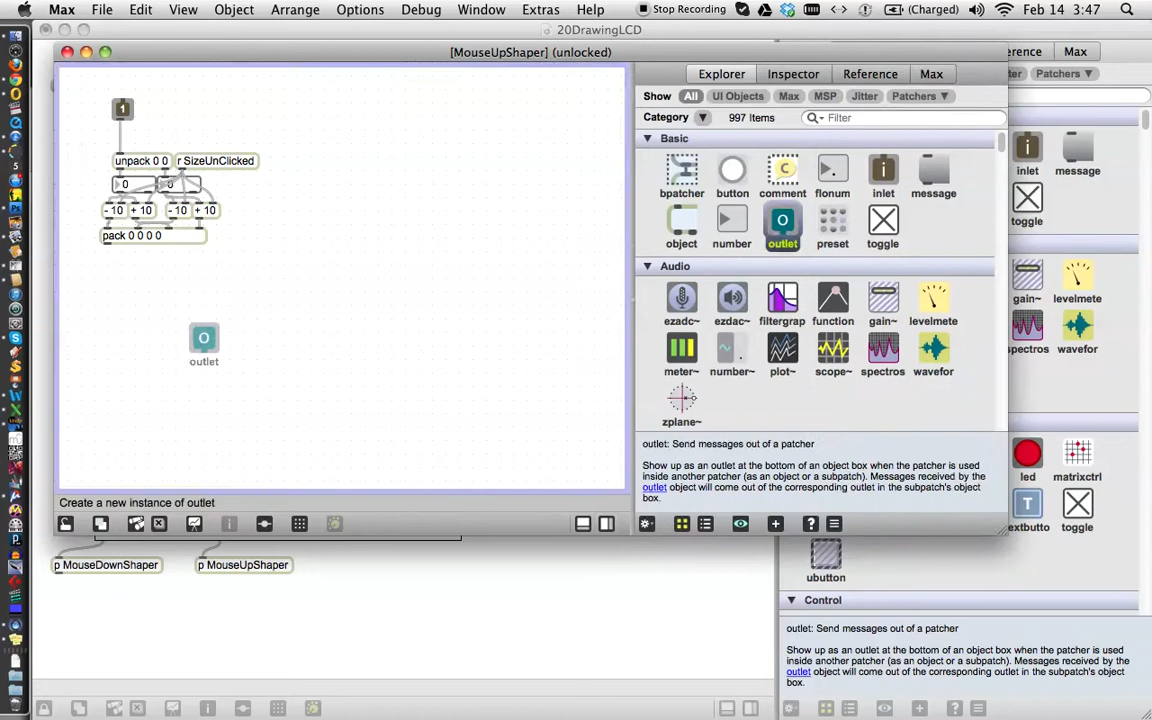 Max File Edit View Object Arrange Options Debug Window Extras Help Stop Recording (Charged) Feb 14 3:47
20DrawingLCD
[MouseUpShaper] (unlocked)
Explorer Inspector Reference Max
Show All UI Objects Max MSP Jitter Patchers
Category 997 Items Filter
Basic
bpatcher button comment flonum inlet message
object number outlet preset toggle
Audio
ezadc~ ezdac~ filtergrap function gain~ levelmete
meter~ number~ plot~ scope~ spectros wavefor
zplane~
outlet: Send messages out of a patcher
Show up as an outlet at the bottom of an object box when the patcher is used
inside another patcher (as an object or a subpatch). Messages received by the
outlet object will come out of the corresponding outlet in the subpatch's object
box.
1
unpack 0 0 r SizeUnClicked
0 0
- 10 + 10 - 10 + 10
pack 0 0 0 0
O
outlet
Create a new instance of outlet
p MouseDownShaper p MouseUpShaper
erence Max
ter Patchers
inlet message
toggle
gain~ levelmete
spectros wavefor
led matrixctrl
textbutto toggle
ubutton
Control
outlet: Send messages out of a patcher
Show up as an outlet at the bottom of an object box when the patcher is used
inside another patcher (as an object or a subpatch). Messages received by the
outlet object will come out of the corresponding outlet in the subpatch's object
box.